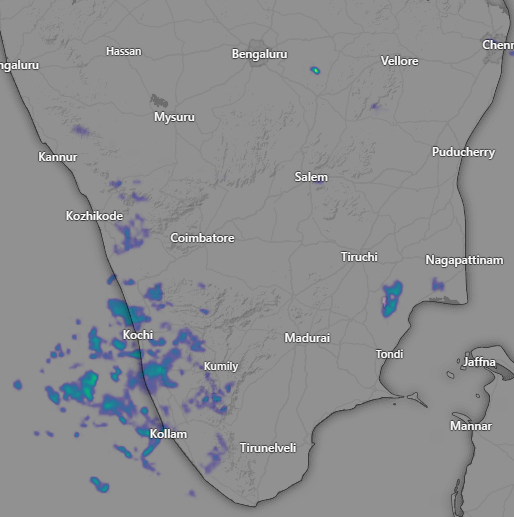 Hassan
Bengaluru
Chenn
ngaluru
Vellore
Mysuru
Kannur
Puducherry
Salem
Kozhikode
Coimbatore
Tiruchi
Nagapattinam
Kochi
Madurai
Kumily
Tondi
Jaffna
Kollam
Mannar
Tirunelveli